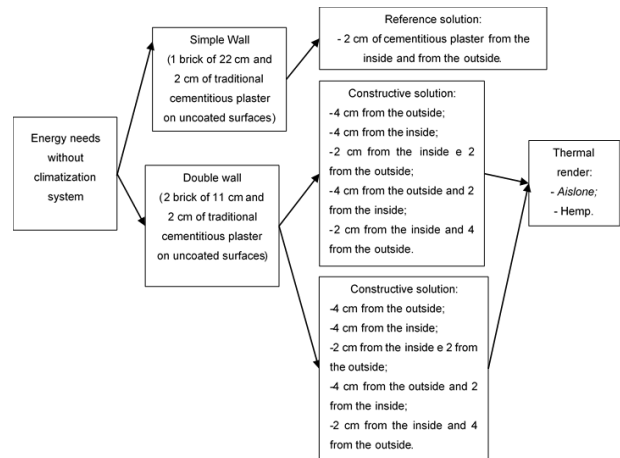 Energy needs
without
climatization
system
Simple Wall
(1 brick of 22 cm and
2 cm of traditional
cementitious plaster
on uncoated surfaces)
Double wall
(2 brick of 11 cm and
2 cm of traditional
cementitious plaster
on uncoated surfaces)
Reference solution:
- 2 cm of cementitious plaster from the
inside and from the outside.
Constructive solution:
-4 cm from the outside;
-4 cm from the inside;
-2 cm from the inside e 2
from the outside;
-4 cm from the outside and 2
from the inside;
-2 cm from the inside and 4
from the outside.
Constructive solution:
-4 cm from the outside;
-4 cm from the inside;
-2 cm from the inside e 2 from
the outside;
-4 cm from the outside and 2
from the inside;
-2 cm from the inside and 4
from the outside.
Thermal
render:
- Aislone;
- Hemp.